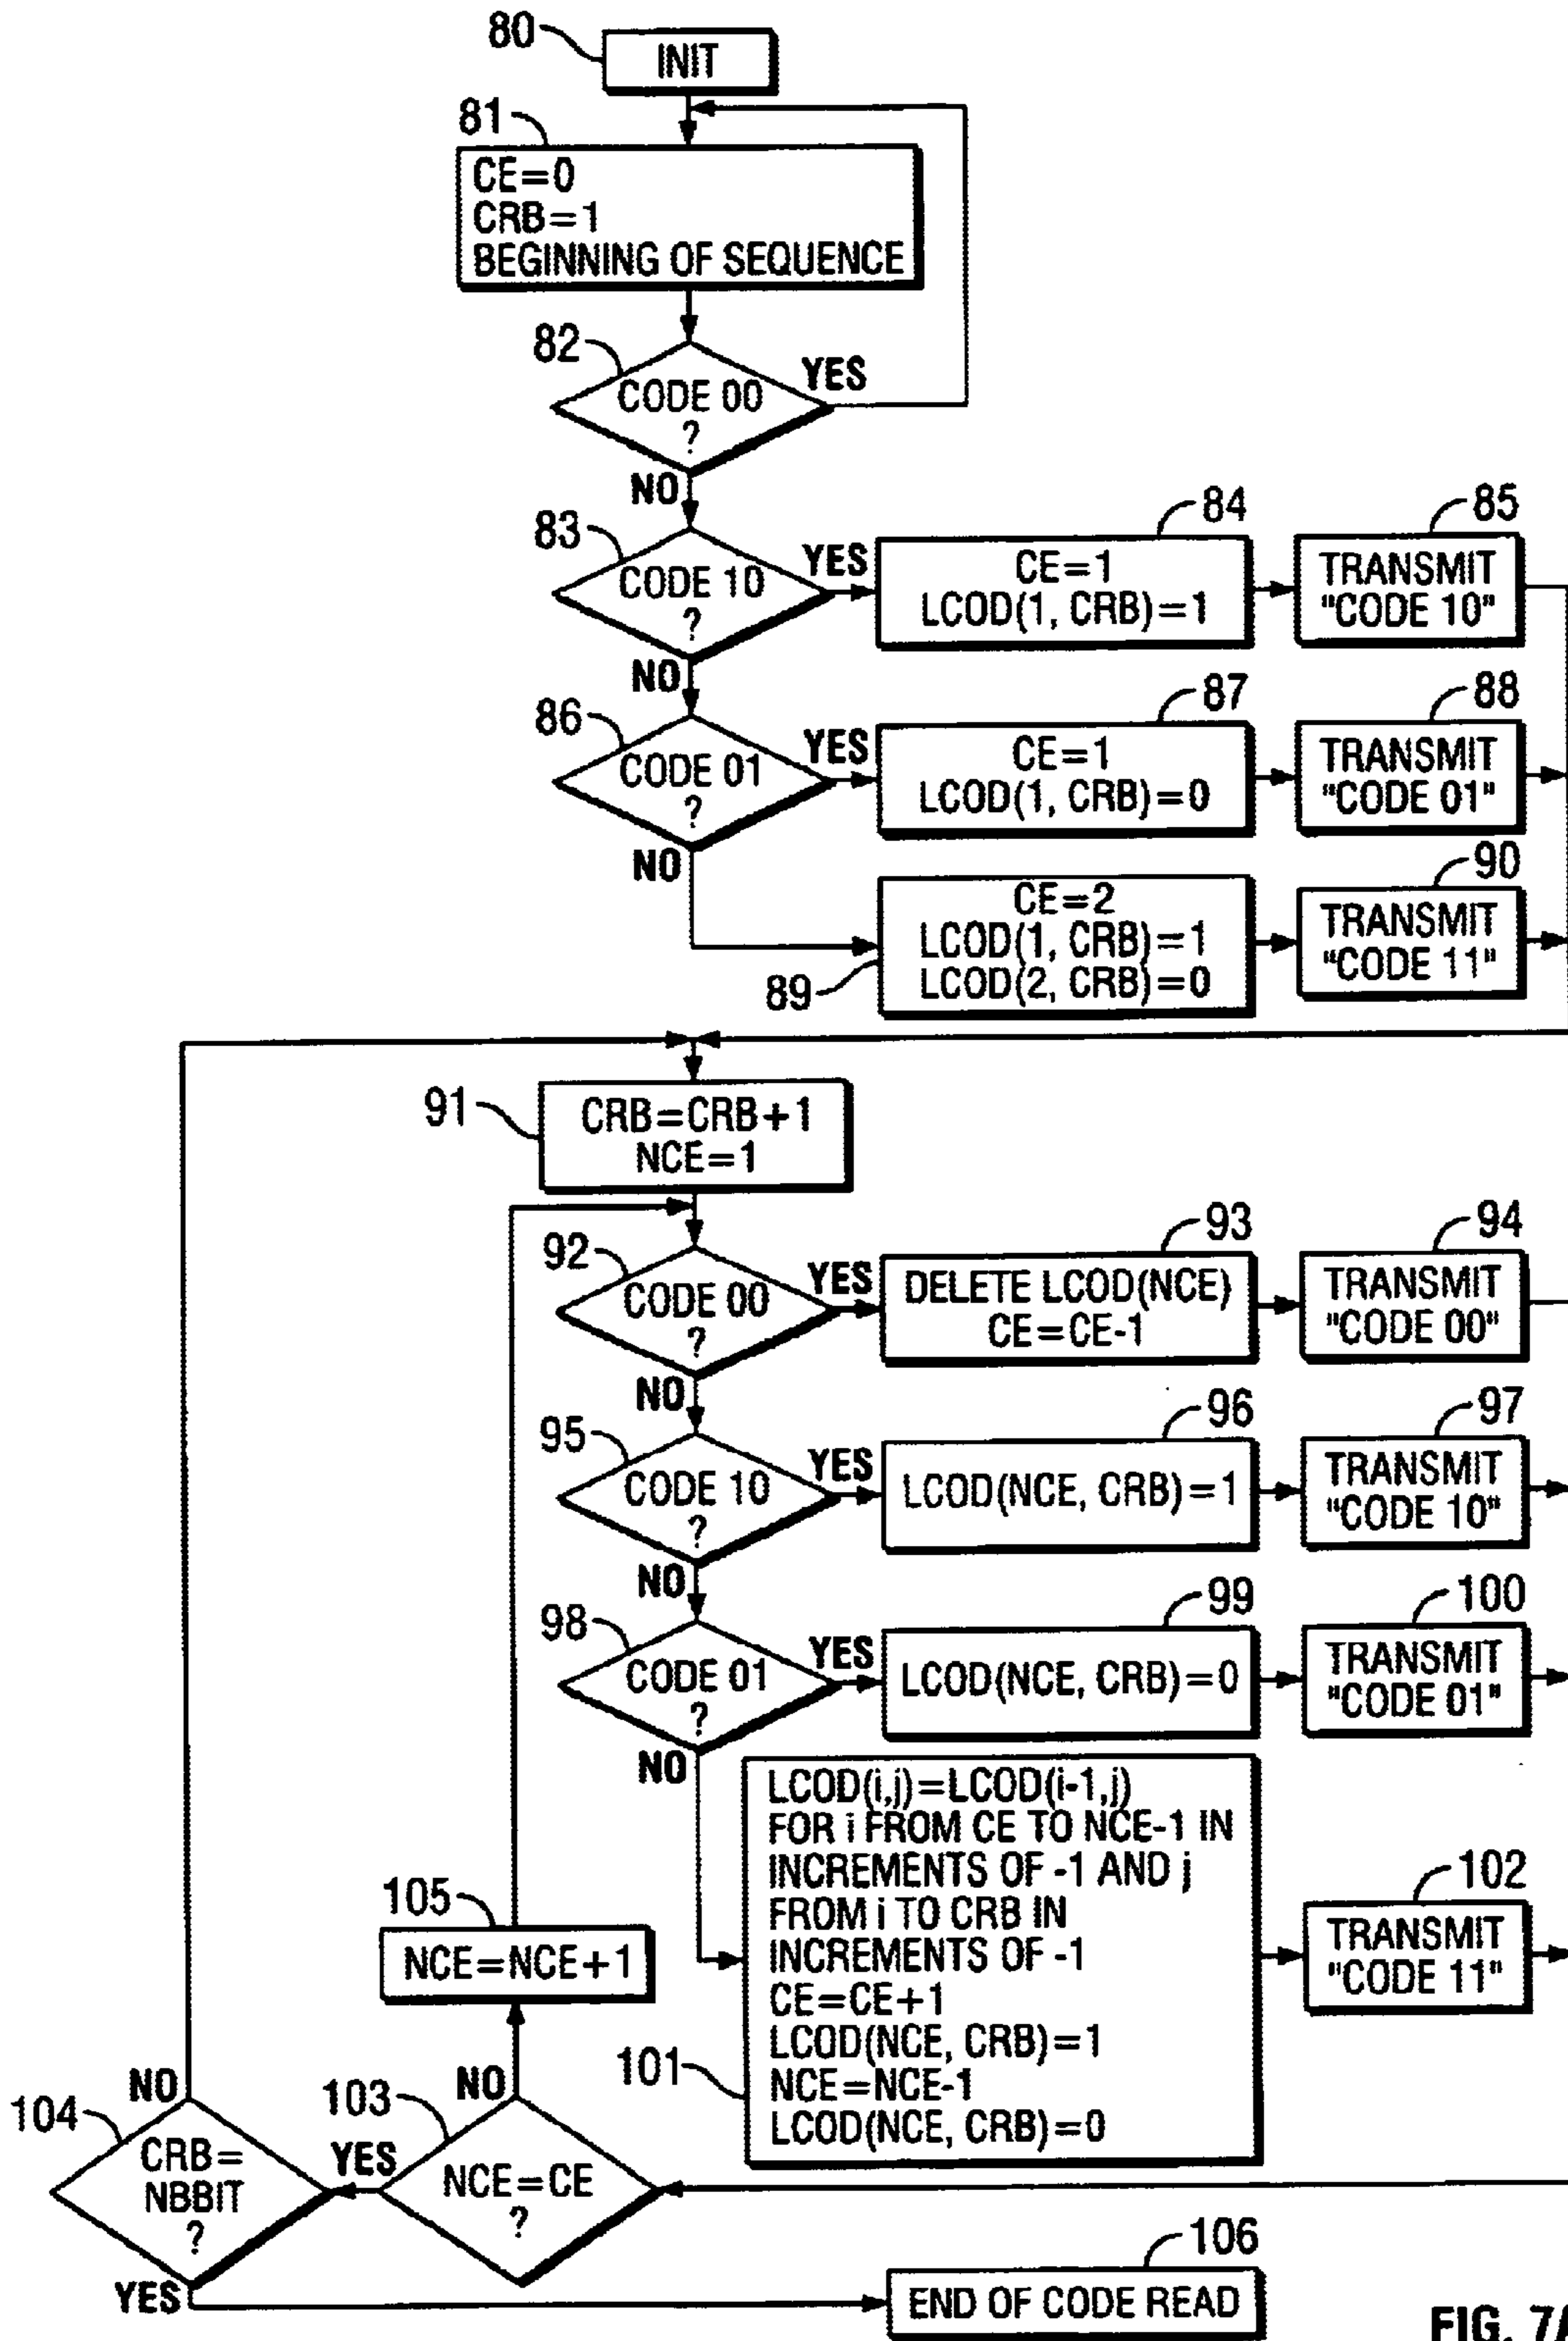 80
INIT
81
CE=0
CRB=1
BEGINNING OF SEQUENCE
82
CODE 00
?
YES
NO
83
CODE 10
?
YES
NO
84
CE=1
LCOD(1, CRB)=1
85
TRANSMIT
"CODE 10"
86
CODE 01
?
YES
NO
87
CE=1
LCOD(1, CRB)=0
88
TRANSMIT
"CODE 01"
89
CE=2
LCOD(1, CRB)=1
LCOD(2, CRB)=0
90
TRANSMIT
"CODE 11"
91
CRB=CRB+1
NCE=1
92
CODE 00
?
YES
NO
93
DELETE LCOD(NCE)
CE=CE-1
94
TRANSMIT
"CODE 00"
95
CODE 10
?
YES
NO
96
LCOD(NCE, CRB)=1
97
TRANSMIT
"CODE 10"
98
CODE 01
?
YES
NO
99
LCOD(NCE, CRB)=0
100
TRANSMIT
"CODE 01"
101
LCOD(i,j)=LCOD(i-1,j)
FOR i FROM CE TO NCE-1 IN
INCREMENTS OF -1 AND j
FROM i TO CRB IN
INCREMENTS OF -1
CE=CE+1
LCOD(NCE, CRB)=1
NCE=NCE-1
LCOD(NCE, CRB)=0
102
TRANSMIT
"CODE 11"
105
NCE=NCE+1
103
NCE=CE
?
NO
YES
104
CRB=
NBBIT
?
NO
YES
106
END OF CODE READ
FIG. 7A